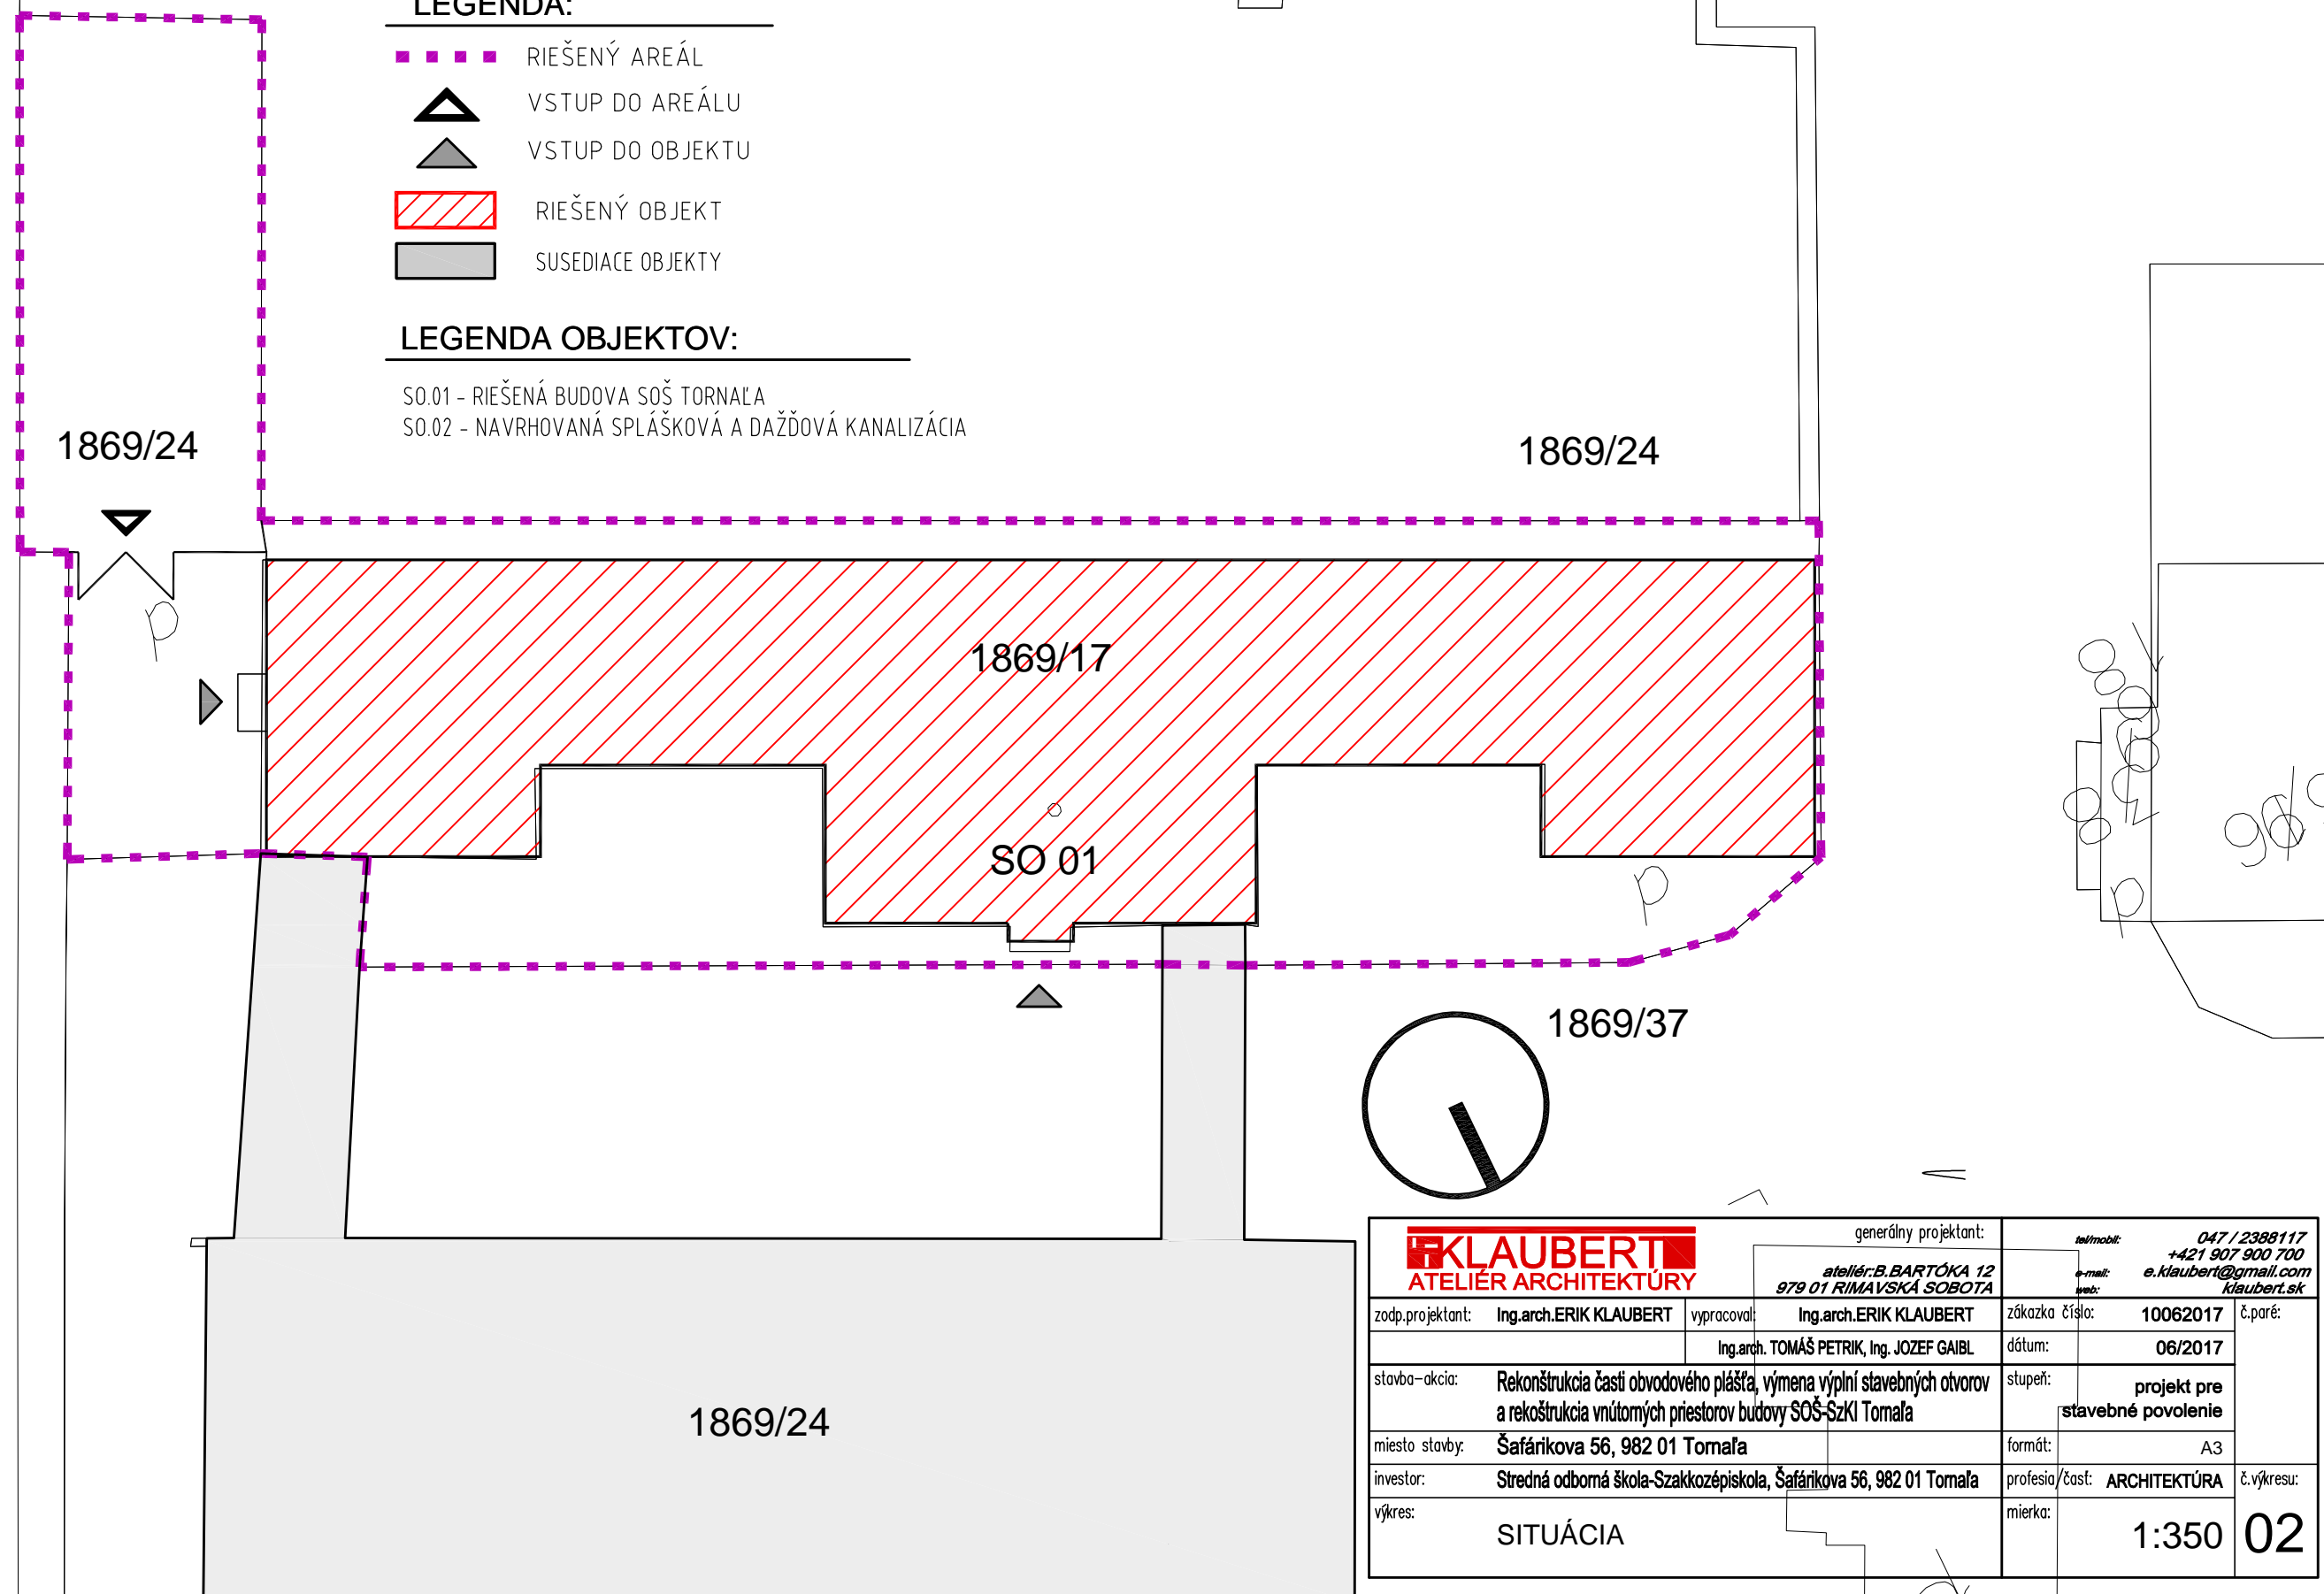 LEGENDA:
RIEŠENÝ AREÁL
VSTUP DO AREÁLU
VSTUP DO OBJEKTU
RIEŠENÝ OBJEKT
SUSEDIACE OBJEKTY
LEGENDA OBJEKTOV:
SO.01 - RIEŠENÁ BUDOVA SOŠ TORNAĽA
SO.02 - NAVRHOVANÁ SPLÁŠKOVÁ A DAŽĎOVÁ KANALIZÁCIA
1869/24
1869/24
1869/17
SO 01
1869/37
1869/24
KLAUBERT
ATELIÉR ARCHITEKTÚRY
generálny projektant:
ateliér:B.BARTÓKA 12
979 01 RIMAVSKÁ SOBOTA
tel/mobil: 047 / 2388117
+421 907 900 700
e-mail: e.klaubert@gmail.com
web: klaubert.sk
zodp.projektant: Ing.arch.ERIK KLAUBERT vypracoval: Ing.arch.ERIK KLAUBERT
Ing.arch. TOMÁŠ PETRIK, Ing. JOZEF GAIBL
zákazka číslo: 10062017 č.paré:
dátum: 06/2017
stavba-akcia: Rekonštrukcia časti obvodového plášťa, výmena výplní stavebných otvorov
a rekoštrukcia vnútorných priestorov budovy SOŠ-SzKI Tornaľa
stupeň: projekt pre
stavebné povolenie
miesto stavby: Šafárikova 56, 982 01 Tornaľa
formát: A3
investor: Stredná odborná škola-Szakkozépiskola, Šafárikova 56, 982 01 Tornaľa
profesia/časť: ARCHITEKTÚRA č.výkresu:
výkres: SITUÁCIA
mierka: 1:350 02